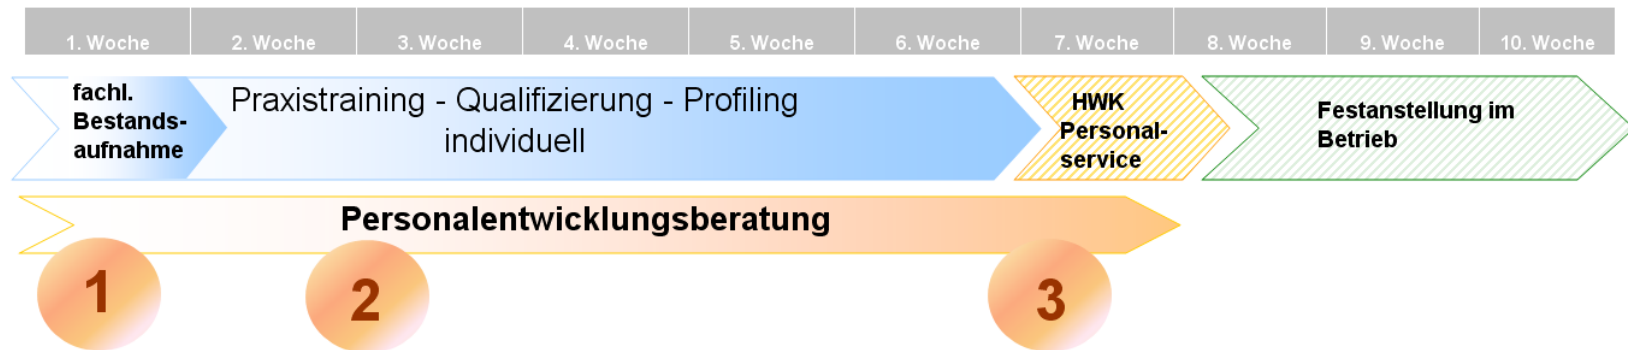 1. Woche 2. Woche 3. Woche 4. Woche 5. Woche 6. Woche 7. Woche 8. Woche 9. Woche 10. Woche
fachl.
Bestands-
aufnahme
Praxistraining - Qualifizierung - Profiling
individuell
HWK
Personal-
service
Festanstellung im
Betrieb
Personalentwicklungsberatung
1 2 3